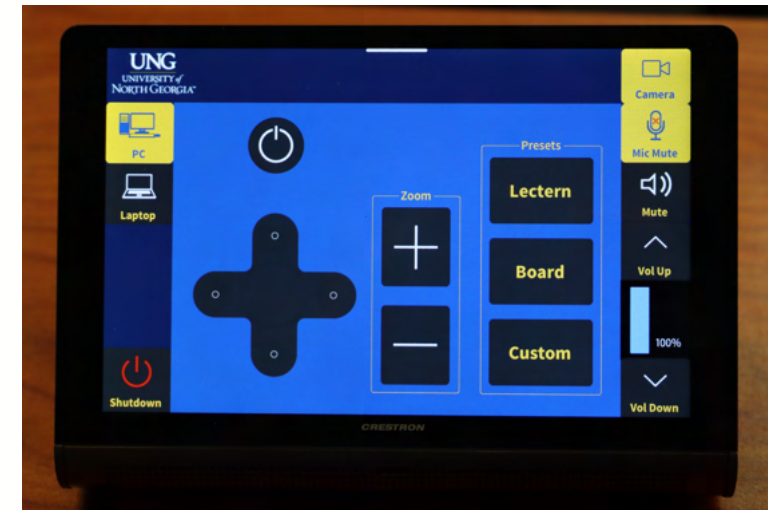 UNG
UNIVERSITY of
NORTH GEORGIA
PC
Laptop
Shutdown
Zoom
Presets
Lectern
Board
Custom
Camera
Mic Mute
Mute
Vol Up
100%
Vol Down
CRESTRON